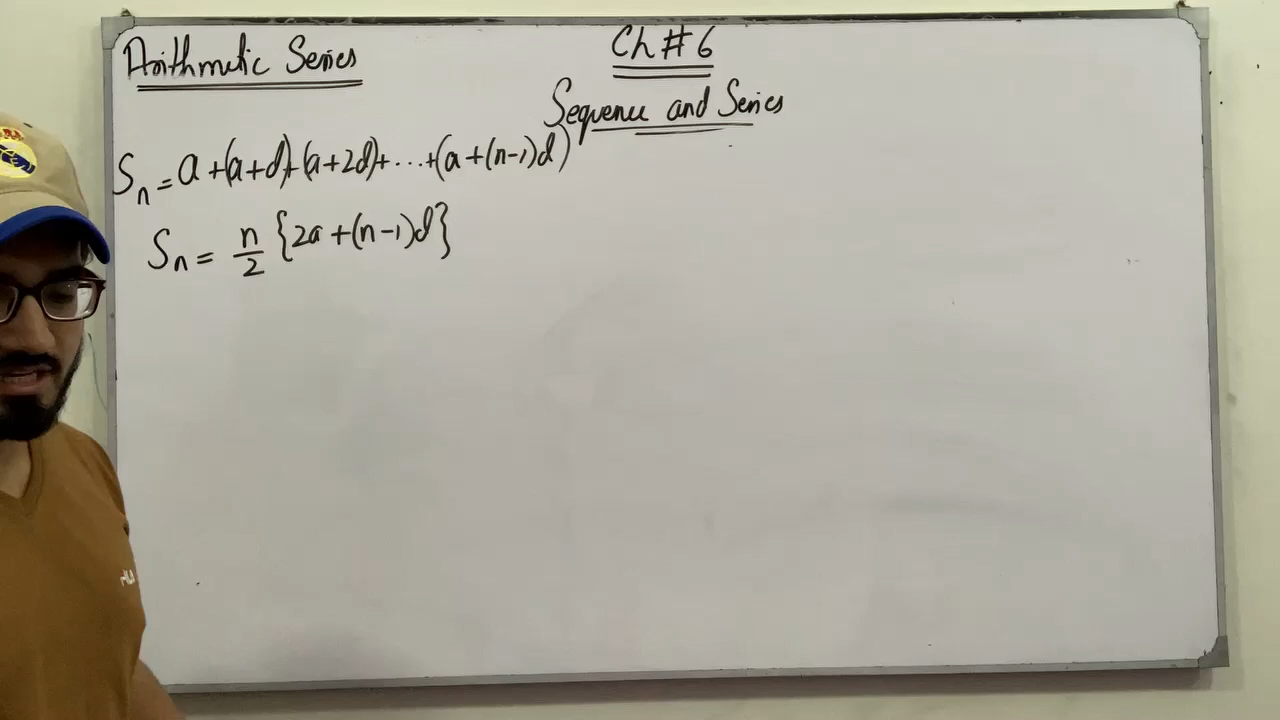 Ch # 6
Sequence and Series
Arithmetic Series
Sn = a + (a+d) + (a+2d) + ... + (a+(n-1)d)
Sn = n/2 {2a + (n-1)d}